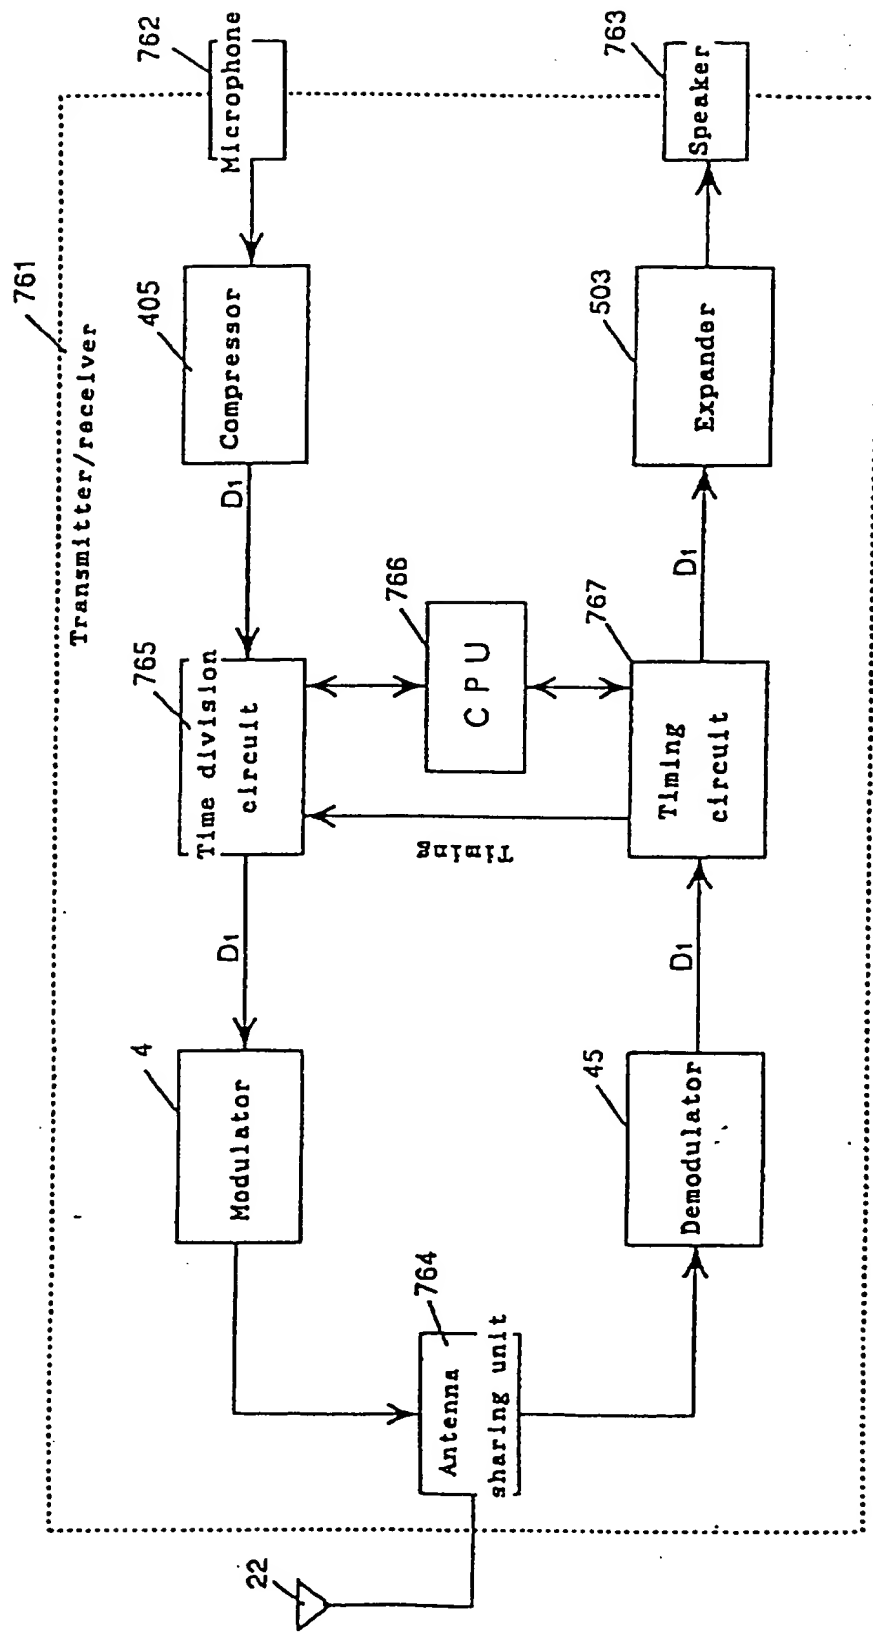 761
Transmitter/receiver
22
764
Antenna
sharing unit
4
Modulator
D1
765
Time division
circuit
D1
405
Compressor
762
Microphone
766
CPU
Timing
45
Demodulator
D1
767
Timing
circuit
D1
503
Expander
763
Speaker